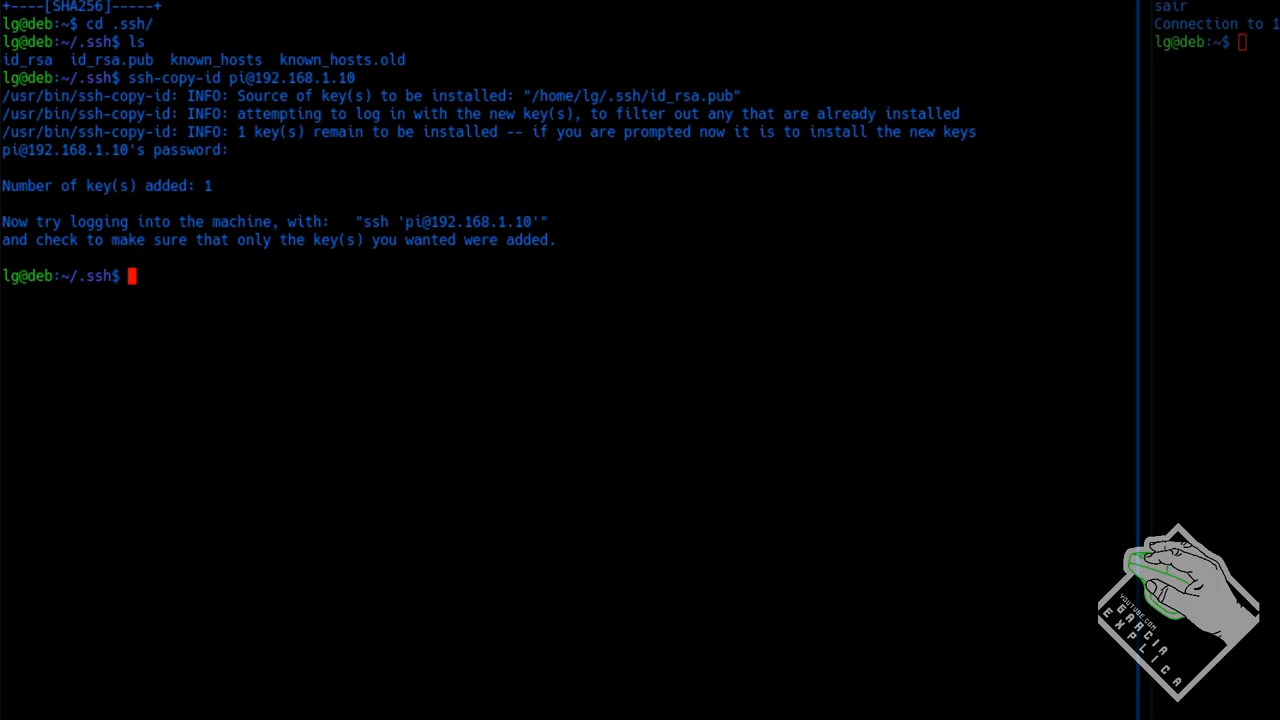 +----[SHA256]-----+
lg@deb:~$ cd .ssh/
lg@deb:~/.ssh$ ls
id_rsa  id_rsa.pub  known_hosts  known_hosts.old
lg@deb:~/.ssh$ ssh-copy-id pi@192.168.1.10
/usr/bin/ssh-copy-id: INFO: Source of key(s) to be installed: "/home/lg/.ssh/id_rsa.pub"
/usr/bin/ssh-copy-id: INFO: attempting to log in with the new key(s), to filter out any that are already installed
/usr/bin/ssh-copy-id: INFO: 1 key(s) remain to be installed -- if you are prompted now it is to install the new keys
pi@192.168.1.10's password:
Number of key(s) added: 1
Now try logging into the machine, with:   "ssh 'pi@192.168.1.10'"
and check to make sure that only the key(s) you wanted were added.
lg@deb:~/.ssh$
sair
Connection to 1
lg@deb:~$
YOUTUBE.COM
GARCIA
EXPLICA